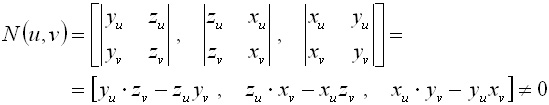 N(u,v) = [ |y_u z_u; y_v z_v| , |z_u x_u; z_v x_v| , |x_u y_u; x_v y_v| ] =
= [ y_u · z_v − z_u y_v , z_u · x_v − x_u z_v , x_u · y_v − y_u x_v ] ≠ 0